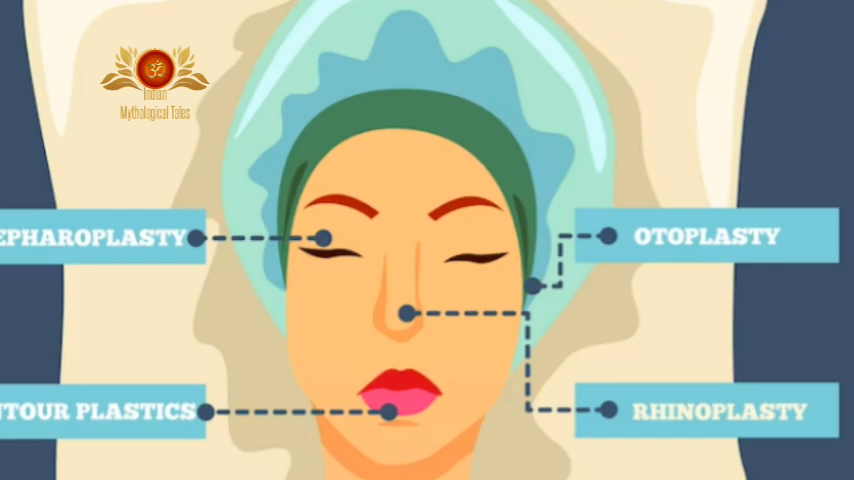 ॐ
Indian
Mythological Tales
EPHAROPLASTY
OTOPLASTY
NTOUR PLASTICS
RHINOPLASTY